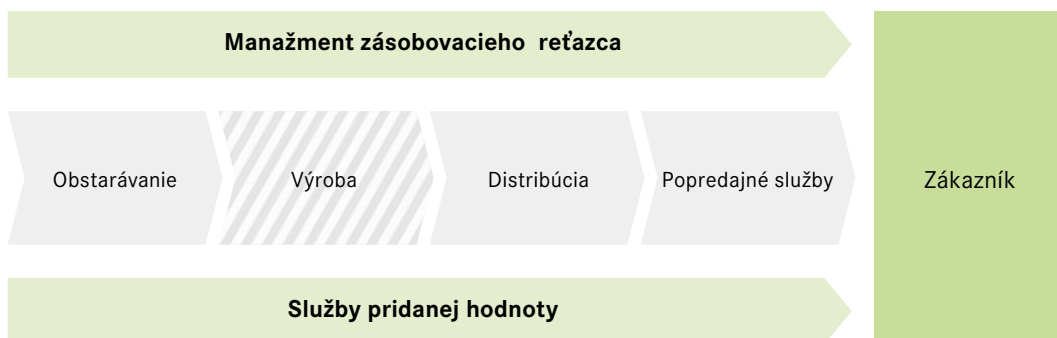 Manažment zásobovacieho reťazca
Obstarávanie
Výroba
Distribúcia
Popredajné služby
Zákazník
Služby pridanej hodnoty